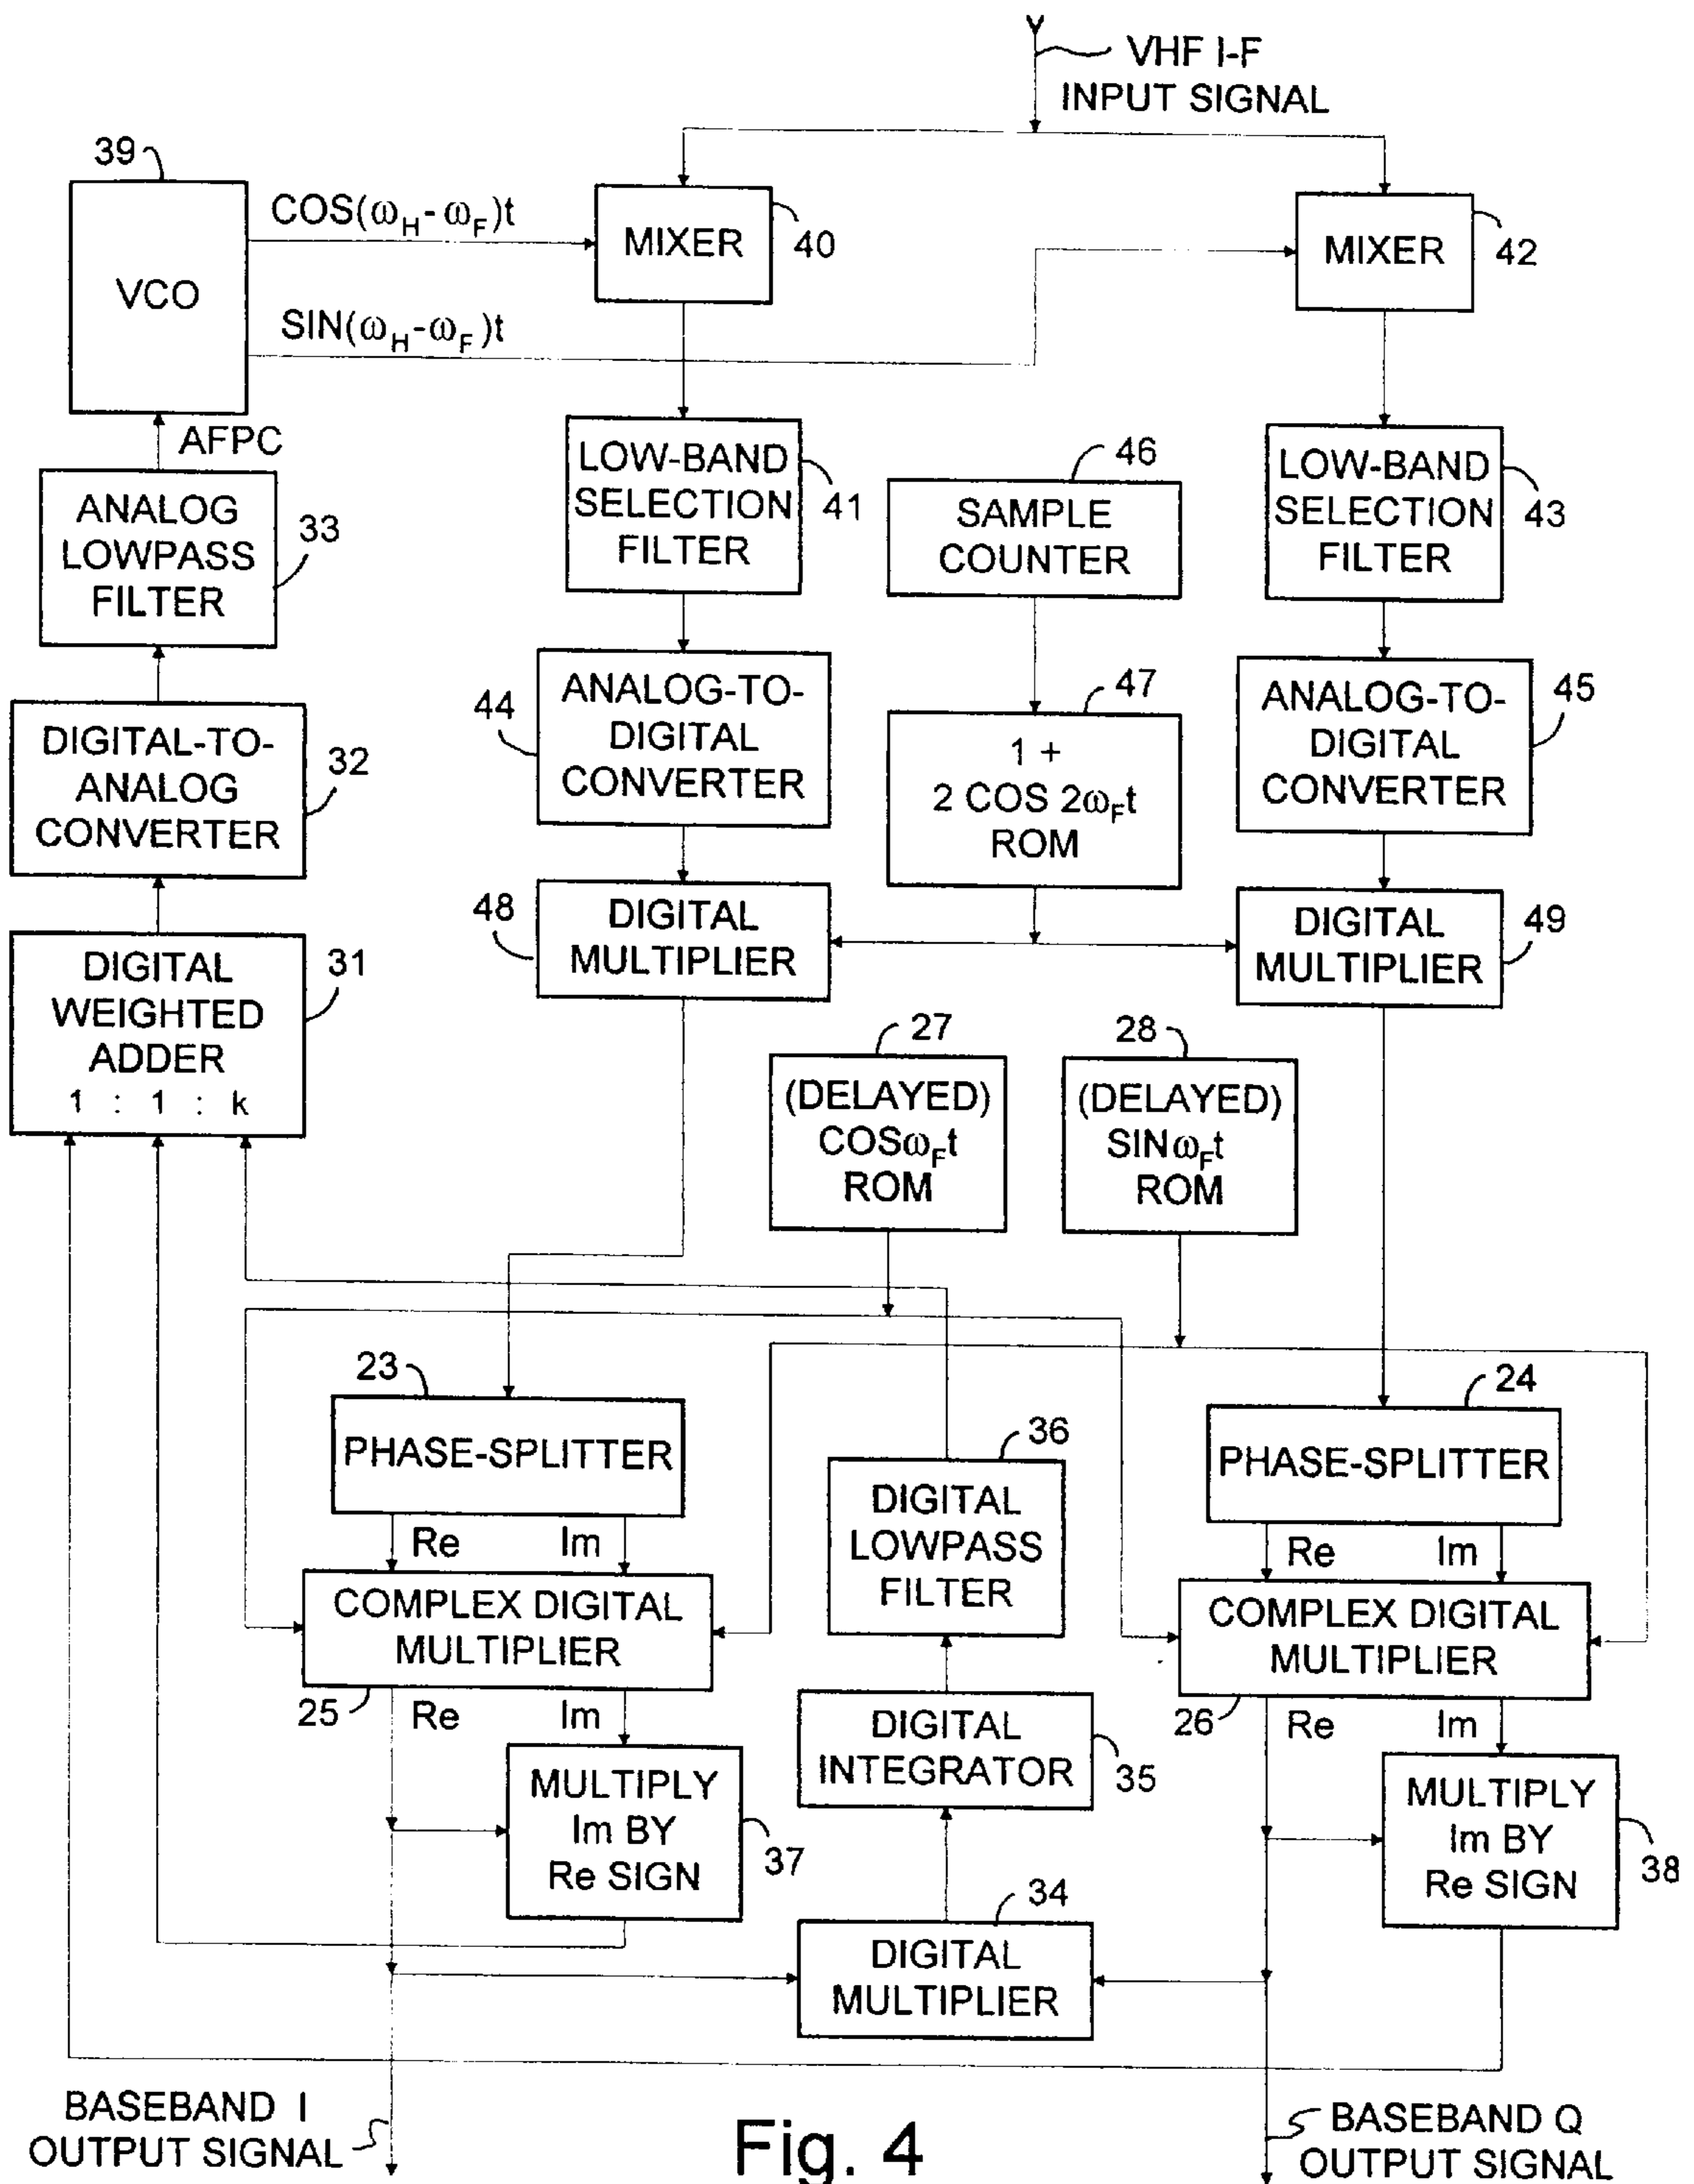 VHF I-F
INPUT SIGNAL
39
VCO
COS(ωH-ωF)t
SIN(ωH-ωF)t
MIXER
40
MIXER
42
AFPC
ANALOG
LOWPASS
FILTER
33
LOW-BAND
SELECTION
FILTER
41
46
SAMPLE
COUNTER
LOW-BAND
SELECTION
FILTER
43
DIGITAL-TO-
ANALOG
CONVERTER
32
44
ANALOG-TO-
DIGITAL
CONVERTER
47
1 +
2 COS 2ωFt
ROM
ANALOG-TO-
DIGITAL
CONVERTER
45
DIGITAL
WEIGHTED
ADDER
1 : 1 : k
31
48
DIGITAL
MULTIPLIER
DIGITAL
MULTIPLIER
49
27
(DELAYED)
COSωFt
ROM
28
(DELAYED)
SINωFt
ROM
23
PHASE-SPLITTER
Re Im
COMPLEX DIGITAL
MULTIPLIER
25
Re Im
MULTIPLY
Im BY
Re SIGN
37
36
DIGITAL
LOWPASS
FILTER
DIGITAL
INTEGRATOR
35
34
DIGITAL
MULTIPLIER
24
PHASE-SPLITTER
Re Im
COMPLEX DIGITAL
MULTIPLIER
26
Re Im
MULTIPLY
Im BY
Re SIGN
38
BASEBAND I
OUTPUT SIGNAL
Fig. 4
BASEBAND Q
OUTPUT SIGNAL